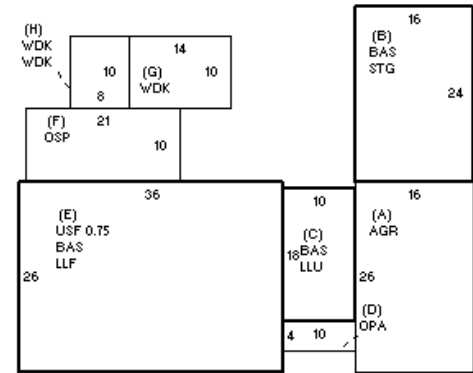 (H)
WDK
WDK
10
8
14
(G)
WDK
10
16
(B)
BAS
STG
24
21
(F)
OSP
10
36
(E)
USF 0.75
BAS
LLF
26
10
(C)
BAS
LLU
18
16
(A)
AGR
26
(D)
OPA
4
10